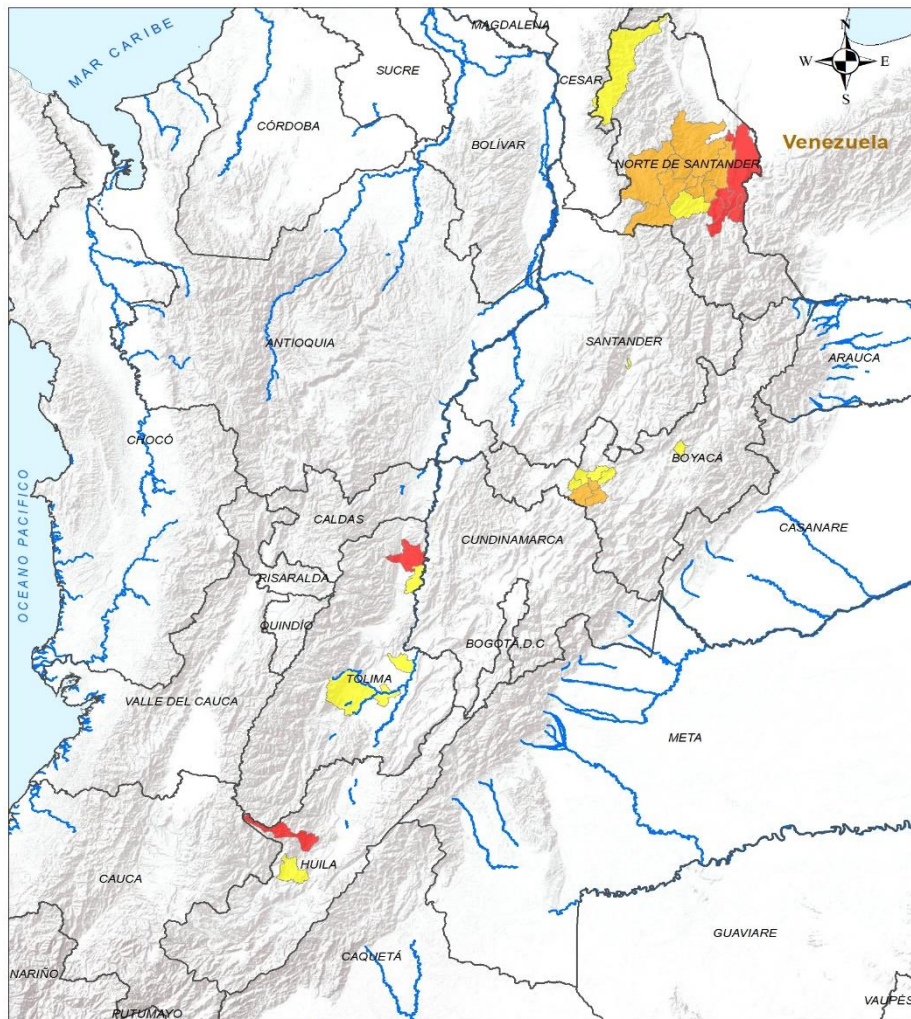 MAR CARIBE
MAGDALENA
SUCRE
CESAR
N
W
E
S
CÓRDOBA
BOLÍVAR
Venezuela
NORTE DE SANTANDER
ANTIOQUIA
SANTANDER
ARAUCA
CHOCÓ
BOYACÁ
OCEANO PACIFICO
CALDAS
CUNDINAMARCA
CASANARE
RISARALDA
QUINDÍO
BOGOTÁ,D.C
TOLIMA
VALLE DEL CAUCA
META
HUILA
CAUCA
GUAVIARE
CAQUETÁ
NARIÑO
VAUPÉS
PUTUMAYO